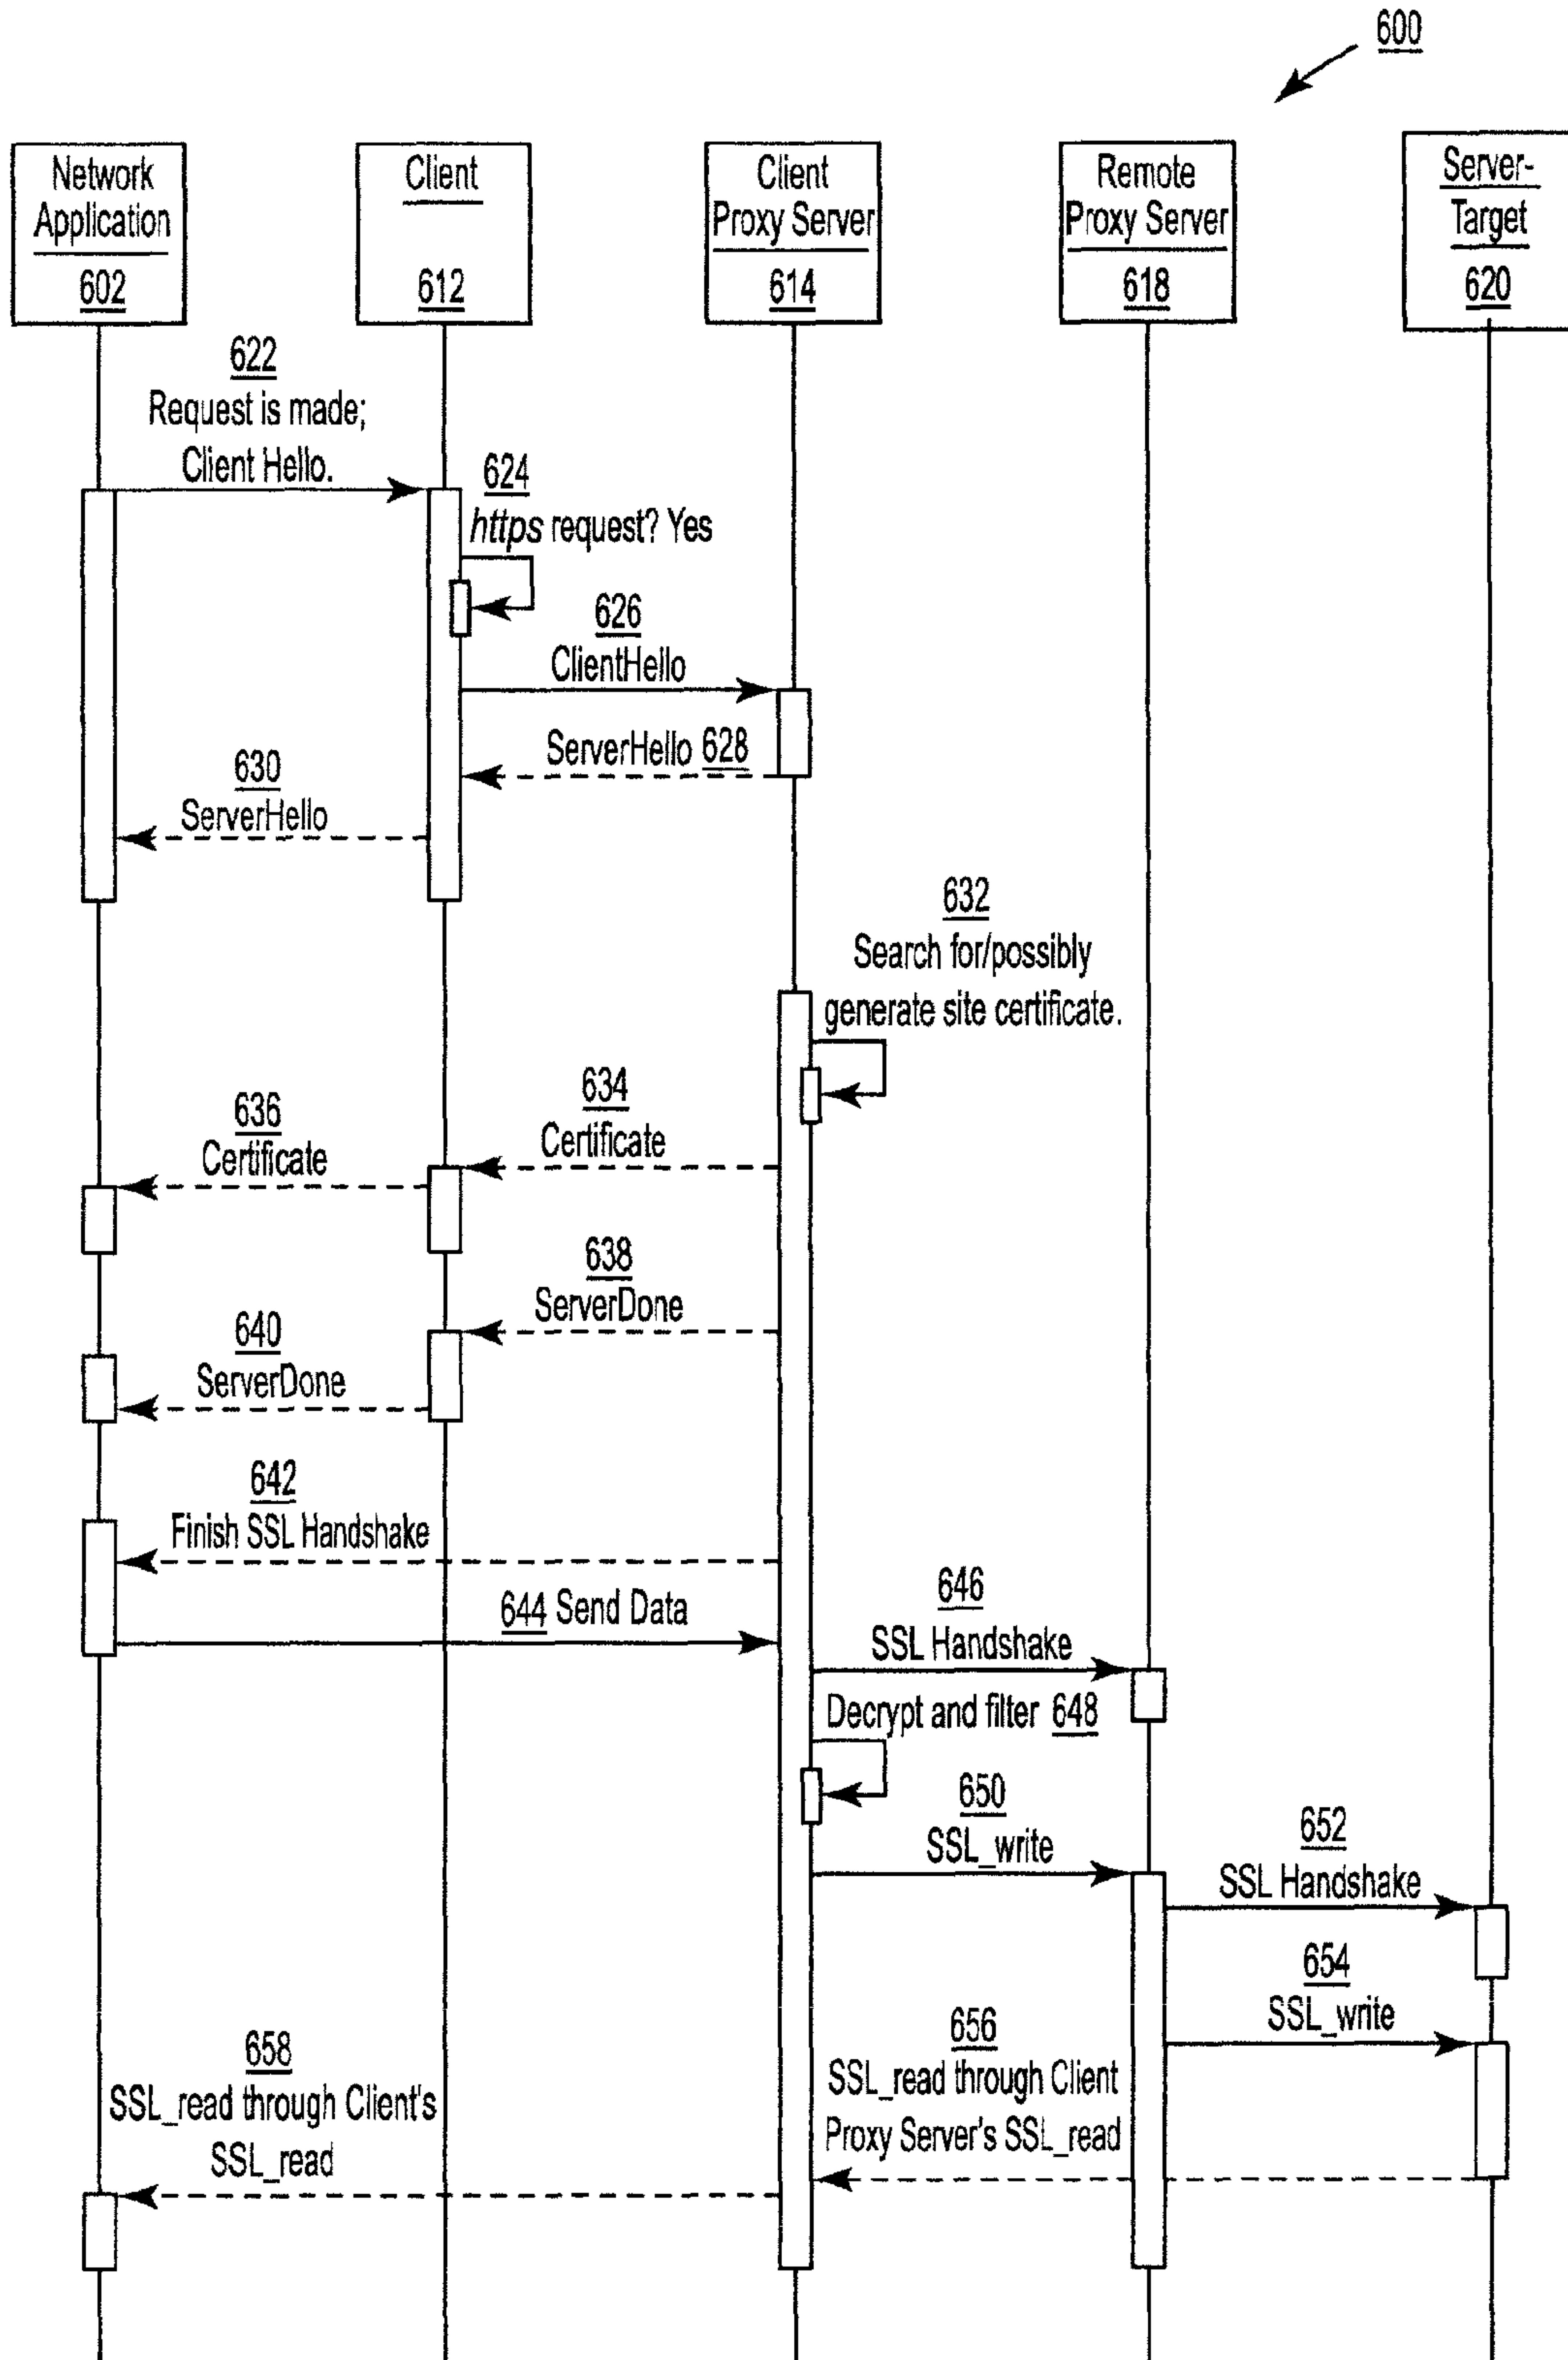 600
Network
Application
602
Client
612
Client
Proxy Server
614
Remote
Proxy Server
618
Server-
Target
620
622
Request is made;
Client Hello.
624
https request? Yes
626
ClientHello
ServerHello 628
630
ServerHello
632
Search for/possibly
generate site certificate.
634
Certificate
636
Certificate
638
ServerDone
640
ServerDone
642
Finish SSL Handshake
644 Send Data
646
SSL Handshake
Decrypt and filter 648
650
SSL_write
652
SSL Handshake
654
SSL_write
656
SSL_read through Client
Proxy Server's SSL_read
658
SSL_read through Client's
SSL_read